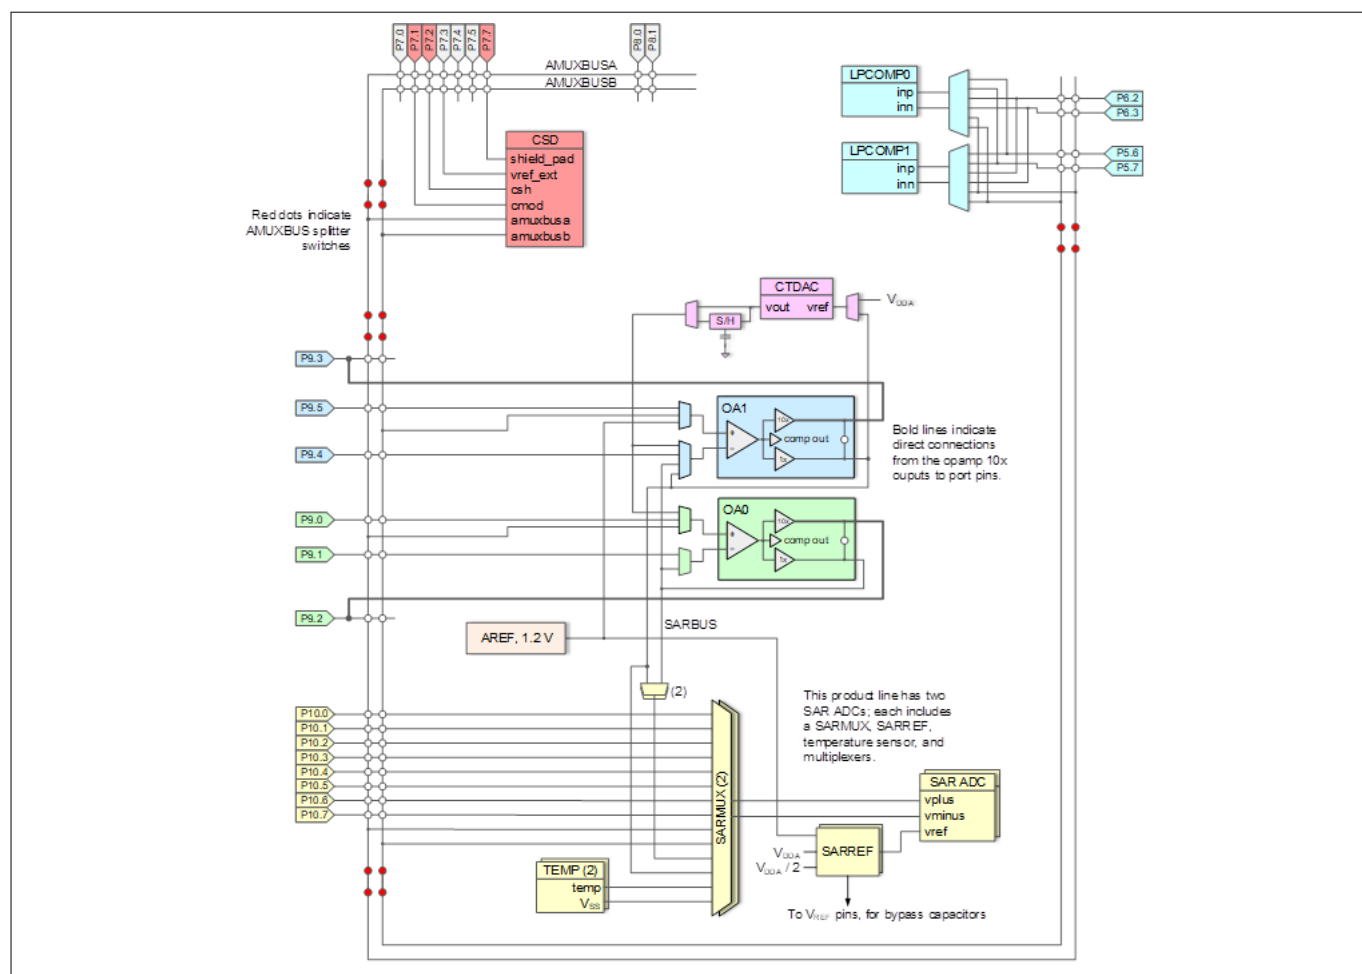 P7.0
P7.1
P7.2
P7.3
P7.4
P7.5
P7.7
P8.0
P8.1
AMUXBUSA
AMUXBUSB
LPCOMP0
inp
inn
P6.2
P6.3
LPCOMP1
inp
inn
P5.6
P5.7
CSD
shield_pad
vref_ext
csh
cmod
amuxbusa
amuxbusb
Red dots indicate
AMUXBUS splitter
switches
CTDAC
vout vref
VDDA
S/H
P9.3
P9.5
P9.4
OA1
+
-
10x
comp out
1x
Bold lines indicate
direct connections
from the opamp 10x
ouputs to port pins.
P9.0
P9.1
P9.2
OA0
+
-
10x
comp out
1x
AREF, 1.2 V
SARBUS
(2)
P10.0
P10.1
P10.2
P10.3
P10.4
P10.5
P10.6
P10.7
SARMUX (2)
This product line has two
SAR ADCs; each includes
a SARMUX, SARREF,
temperature sensor, and
multiplexers.
SAR ADC
vplus
vminus
vref
SARREF
VDDA
VDDA / 2
TEMP (2)
temp
VSS
To VREF pins, for bypass capacitors